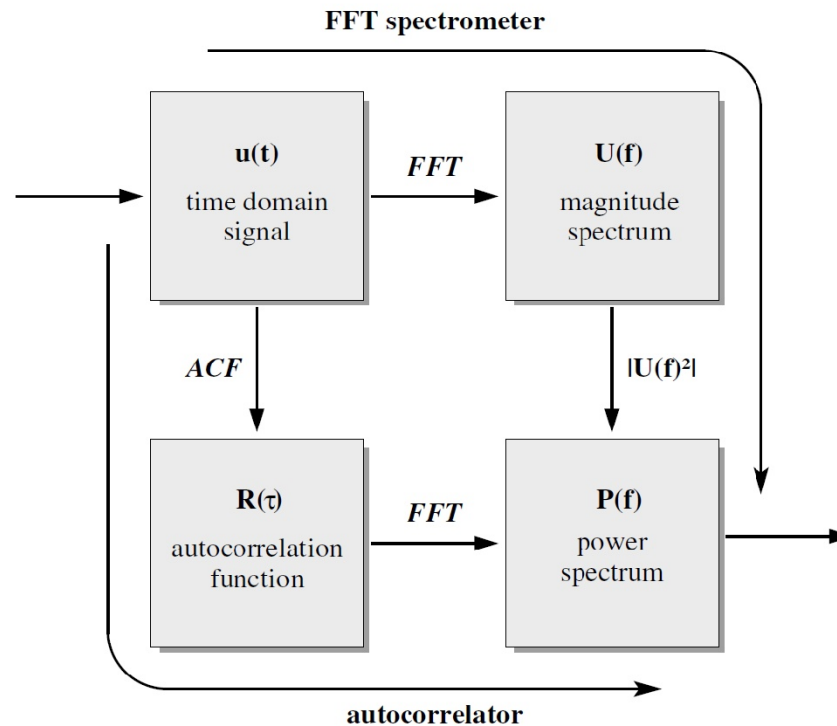 FFT spectrometer
u(t)
time domain
signal
FFT
U(f)
magnitude
spectrum
ACF
|U(f)²|
R(τ)
autocorrelation
function
FFT
P(f)
power
spectrum
autocorrelator